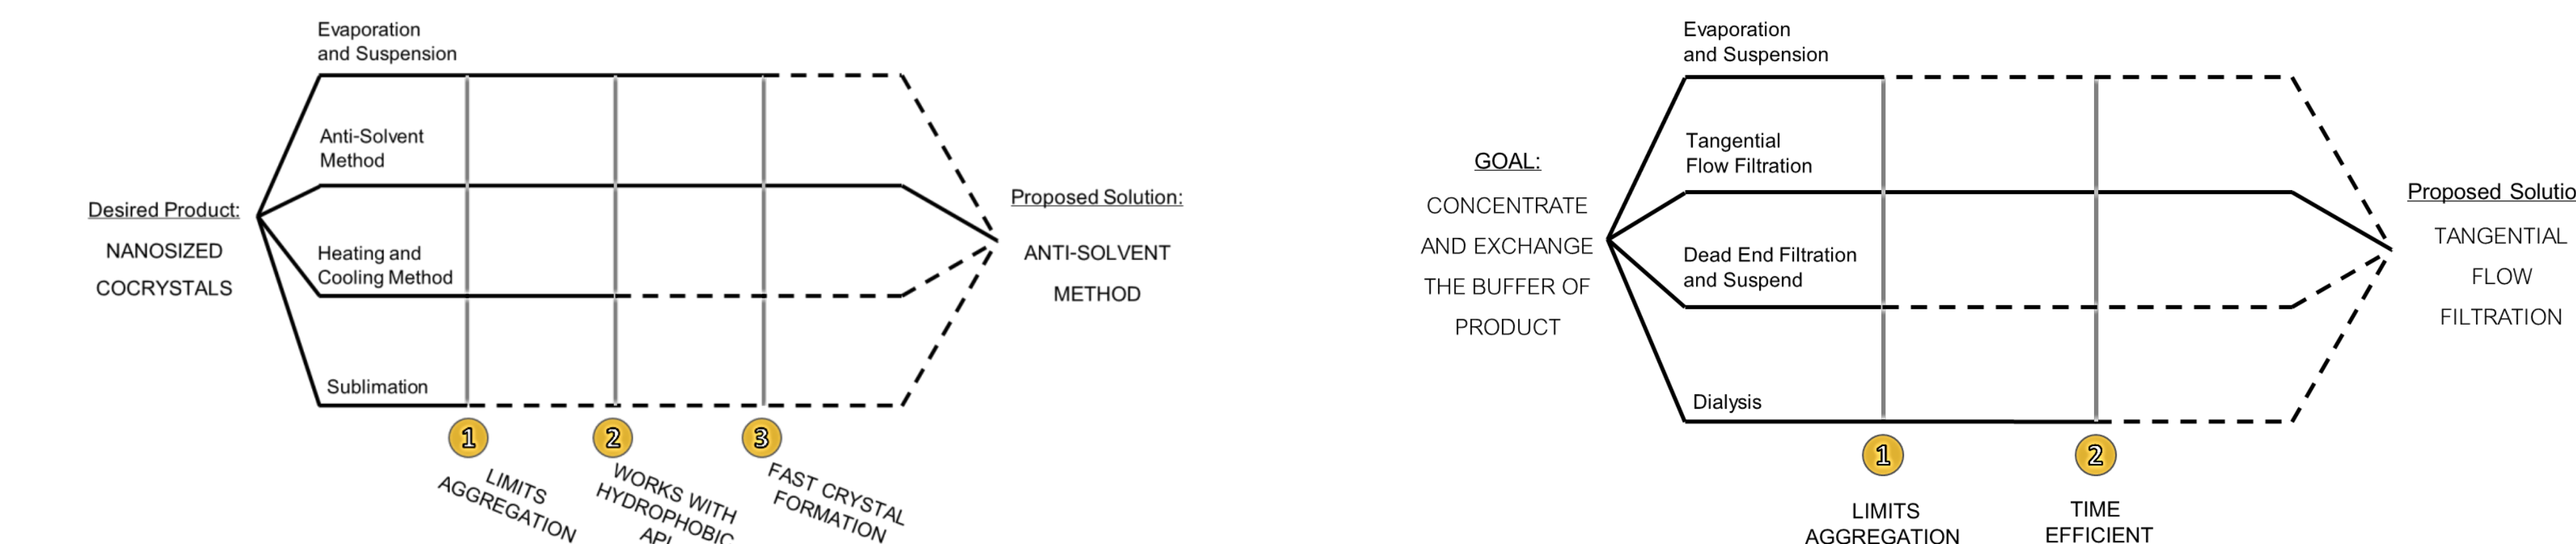 Evaporation
and Suspension
Anti-Solvent
Method
Desired Product:
NANOSIZED
COCRYSTALS
Heating and
Cooling Method
Sublimation
Proposed Solution:
ANTI-SOLVENT
METHOD
1
2
3
LIMITS
AGGREGATION
WORKS WITH
HYDROPHOBIC
API
FAST CRYSTAL
FORMATION
Evaporation
and Suspension
Tangential
Flow Filtration
GOAL:
CONCENTRATE
AND EXCHANGE
THE BUFFER OF
PRODUCT
Dead End Filtration
and Suspend
Dialysis
Proposed Solutio
TANGENTIAL
FLOW
FILTRATION
1
2
LIMITS
AGGREGATION
TIME
EFFICIENT